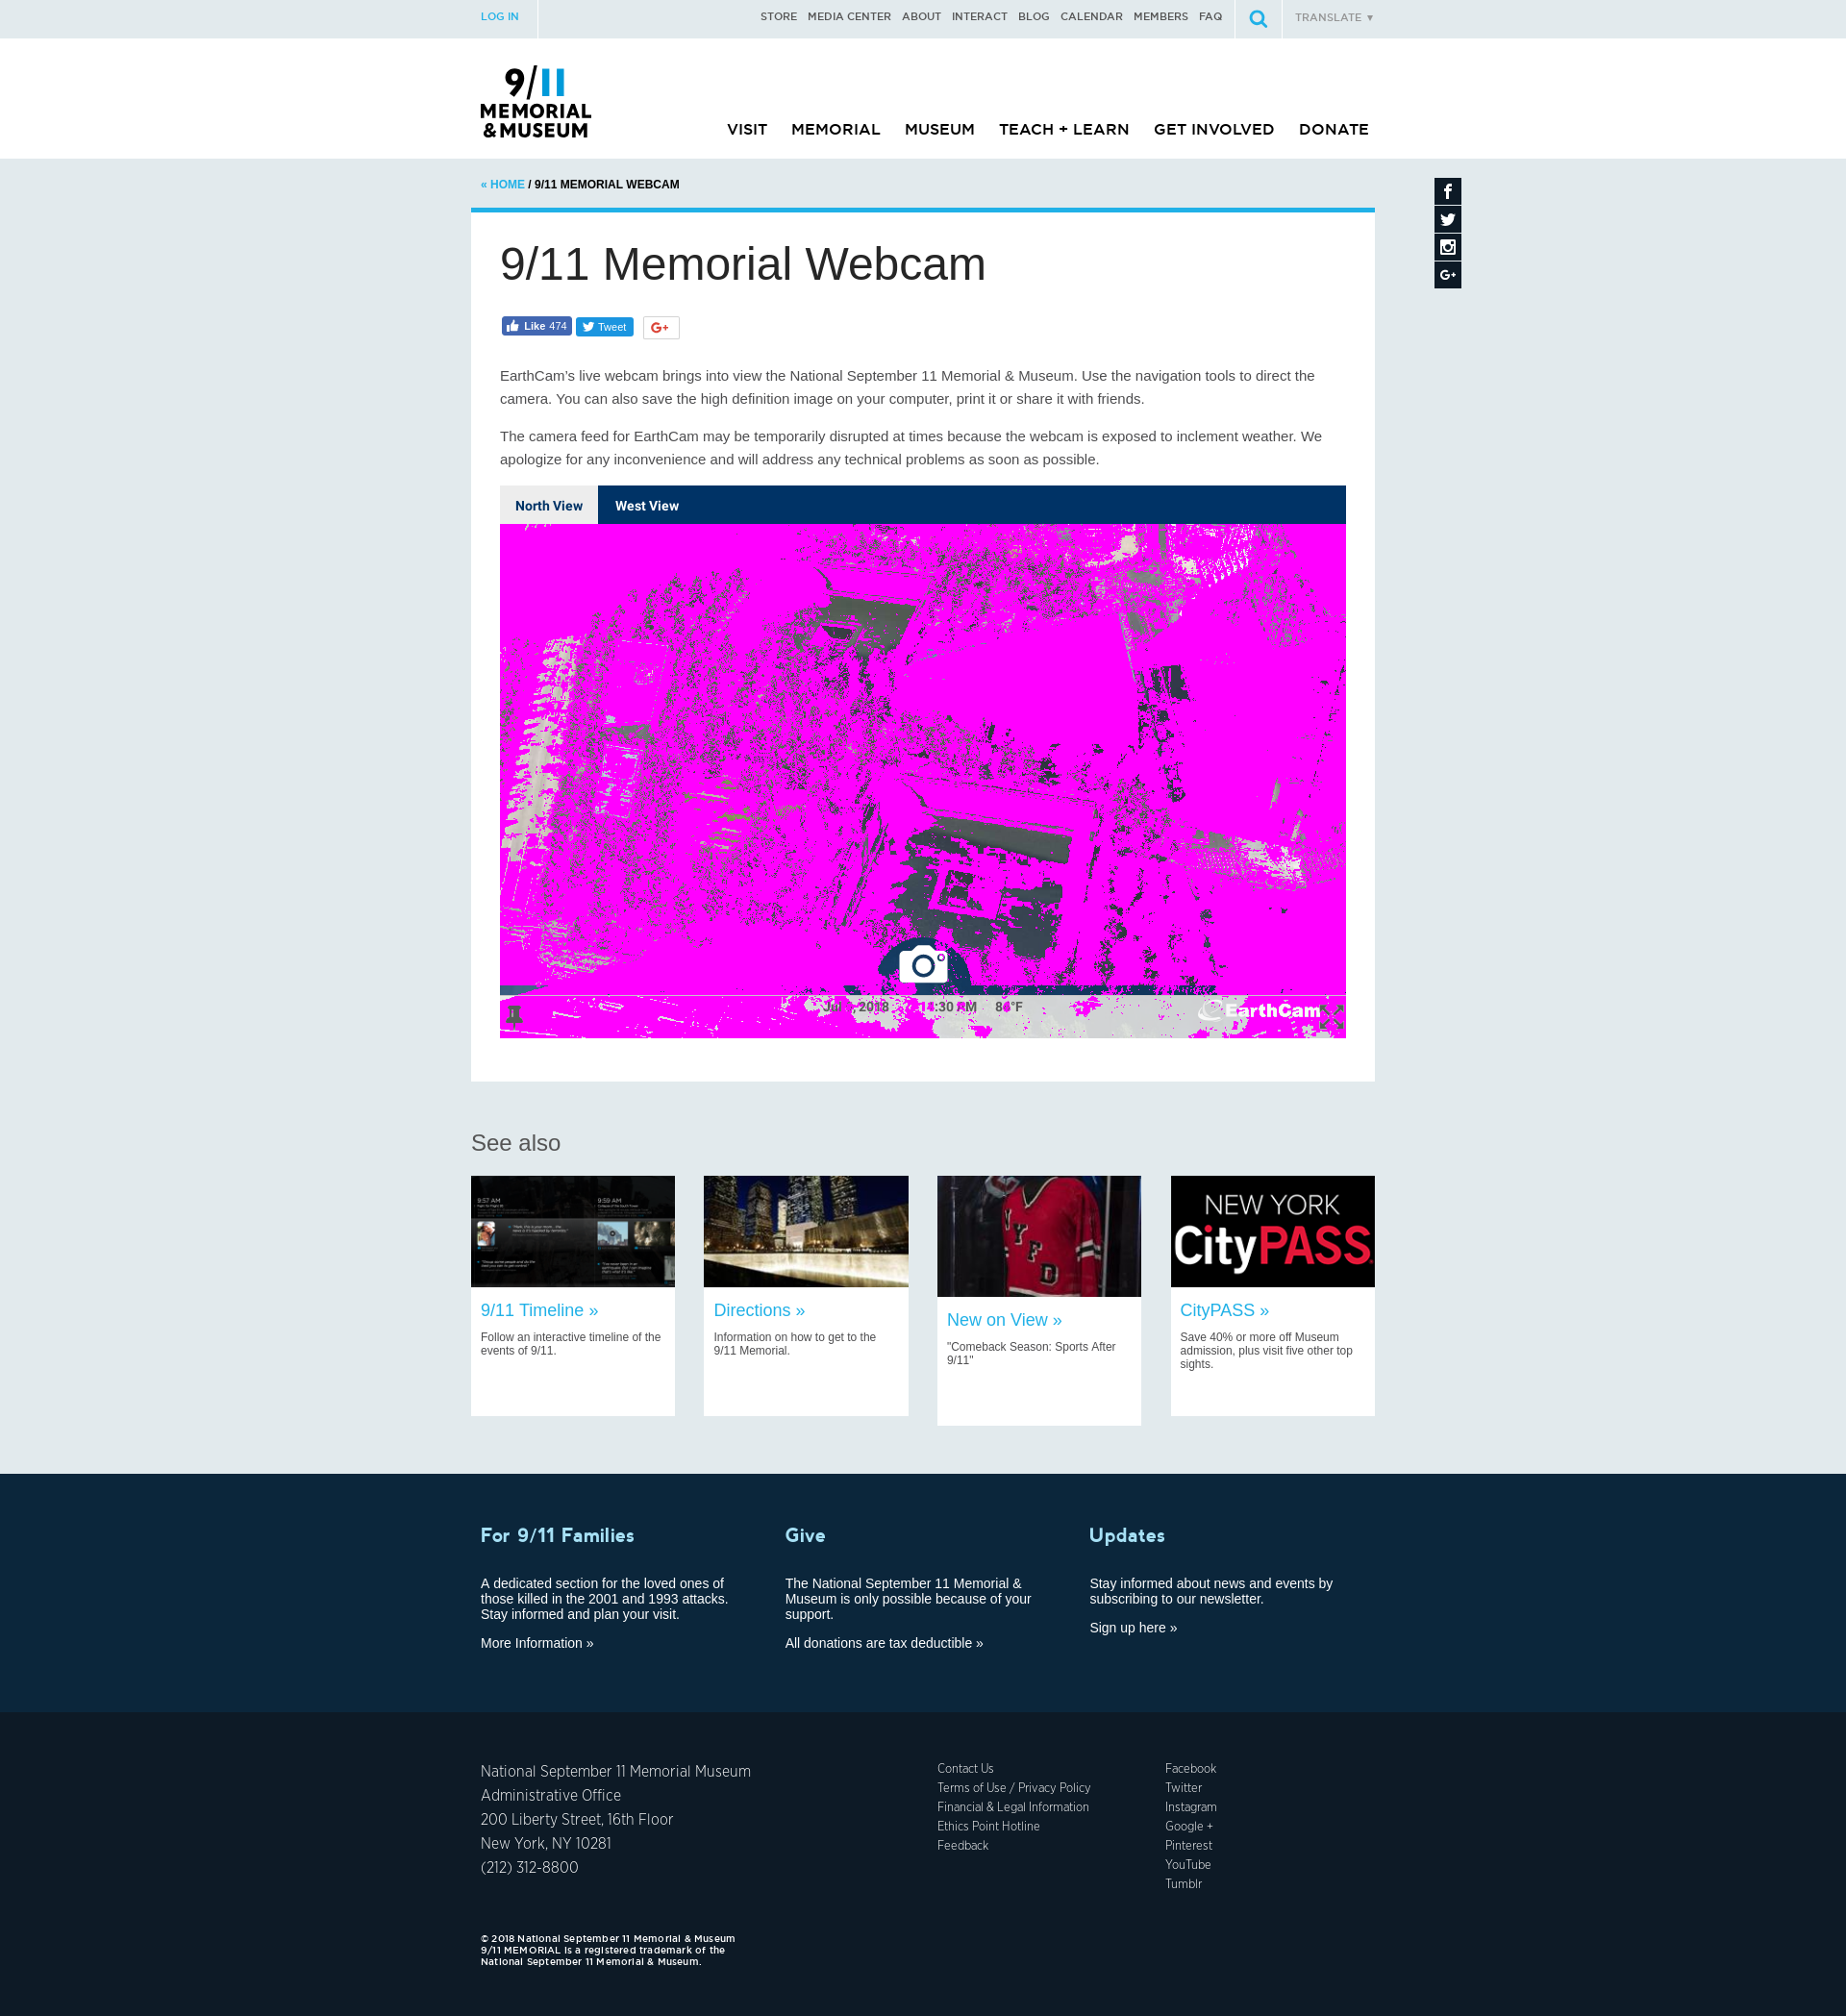 LOG IN
STORE MEDIA CENTER ABOUT INTERACT BLOG CALENDAR MEMBERS FAQ
TRANSLATE ▼
9/11
MEMORIAL
& MUSEUM
VISIT MEMORIAL MUSEUM TEACH + LEARN GET INVOLVED DONATE
« HOME / 9/11 MEMORIAL WEBCAM
9/11 Memorial Webcam
Like 474 Tweet G+
EarthCam's live webcam brings into view the National September 11 Memorial & Museum. Use the navigation tools to direct the
camera. You can also save the high definition image on your computer, print it or share it with friends.
The camera feed for EarthCam may be temporarily disrupted at times because the webcam is exposed to inclement weather. We
apologize for any inconvenience and will address any technical problems as soon as possible.
North View West View
2018 :30 °F
EarthCam
See also
9:57 AM 9:59 AM
NYFD
NEW YORK
CityPASS
9/11 Timeline »
Follow an interactive timeline of the
events of 9/11.
Directions »
Information on how to get to the
9/11 Memorial.
New on View »
"Comeback Season: Sports After
9/11"
CityPASS »
Save 40% or more off Museum
admission, plus visit five other top
sights.
For 9/11 Families
A dedicated section for the loved ones of
those killed in the 2001 and 1993 attacks.
Stay informed and plan your visit.
More Information »
Give
The National September 11 Memorial &
Museum is only possible because of your
support.
All donations are tax deductible »
Updates
Stay informed about news and events by
subscribing to our newsletter.
Sign up here »
National September 11 Memorial Museum
Administrative Office
200 Liberty Street, 16th Floor
New York, NY 10281
(212) 312-8800
Contact Us
Terms of Use / Privacy Policy
Financial & Legal Information
Ethics Point Hotline
Feedback
Facebook
Twitter
Instagram
Google +
Pinterest
YouTube
Tumblr
© 2018 National September 11 Memorial & Museum
9/11 MEMORIAL is a registered trademark of the
National September 11 Memorial & Museum.